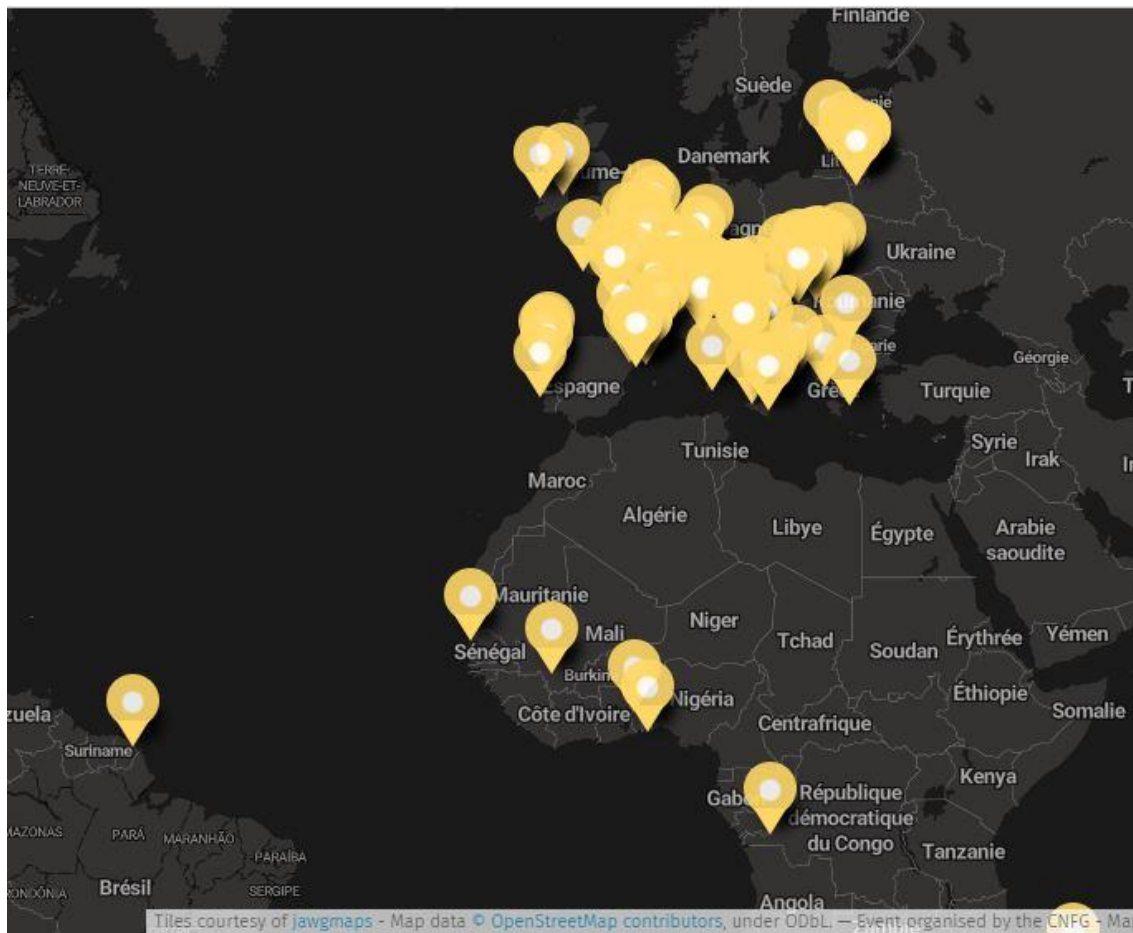 Finlande
Suède
TERRE-
NEUVE-ET-
LABRADOR
Danemark
Ukraine
Géorgie
Espagne
Turquie
Syrie
Tunisie
Irak
Maroc
Algérie
Libye
Égypte
Arabie
saoudite
Mauritanie
Mali
Niger
Tchad
Soudan
Érythrée
Yémen
Sénégal
Nigéria
Éthiopie
Côte d'Ivoire
Centrafrique
Somalie
Suriname
Kenya
République
démocratique
du Congo
PARÁ
MARANHÃO
Tanzanie
PARAÍBA
Brésil
SERGIPE
Angola
Tiles courtesy of jawgmaps - Map data © OpenStreetMap contributors, under ODbL. — Event organised by the CNFG - Ma